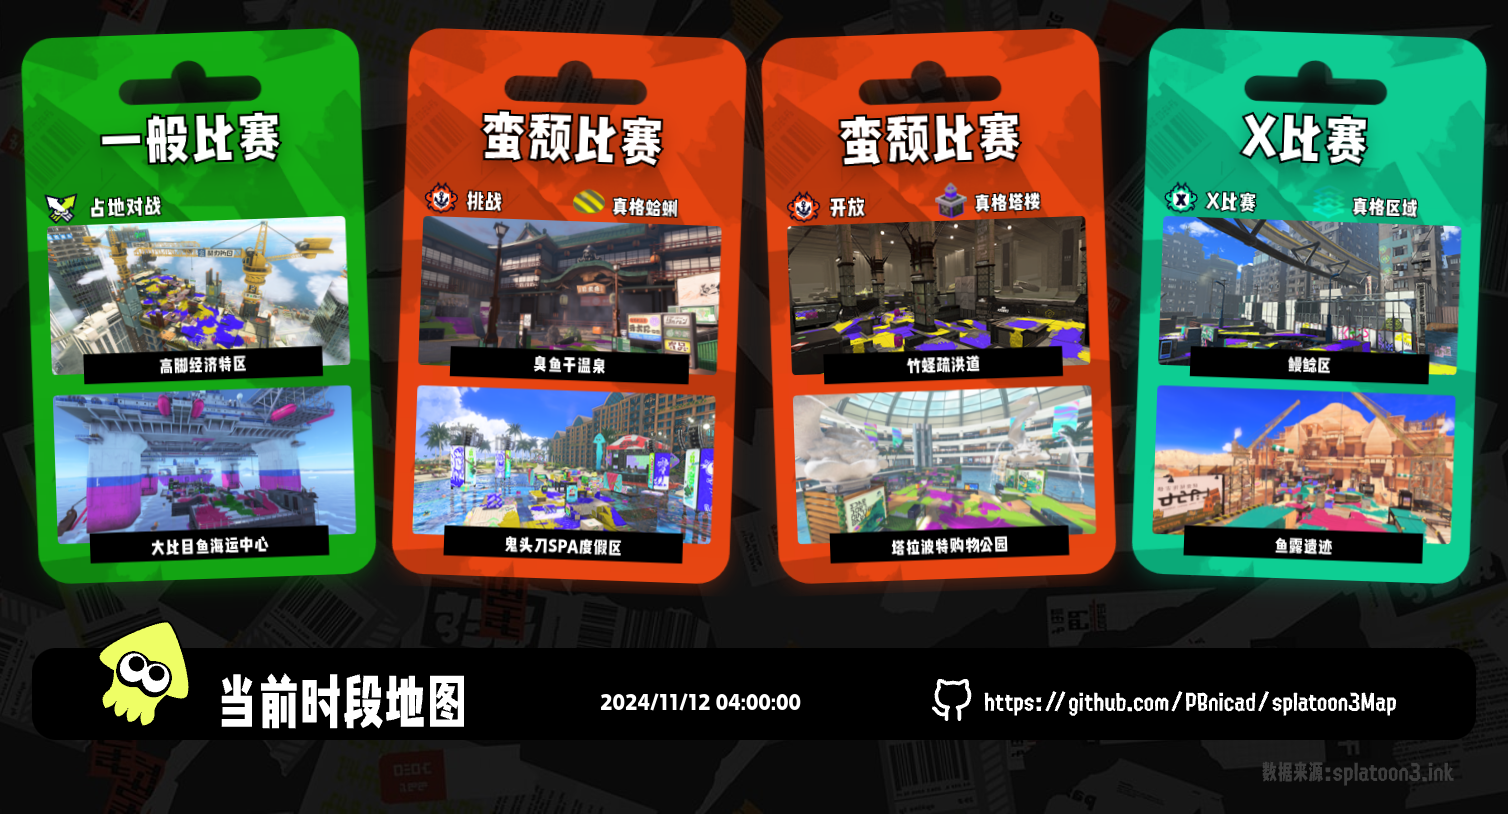 一般比赛
占地对战
高脚经济特区
大比目鱼海运中心
蛮颓比赛
挑战
真格蛤蜊
臭鱼干温泉
鬼头刀SPA度假区
蛮颓比赛
开放
真格塔楼
竹蛏疏洪道
塔拉波特购物公园
X比赛
X比赛
真格区域
鳗鲶区
鱼露遗迹
当前时段地图
2024/11/12 04:00:00
https://github.com/PBnicad/splatoon3Map
数据来源:splatoon3.ink